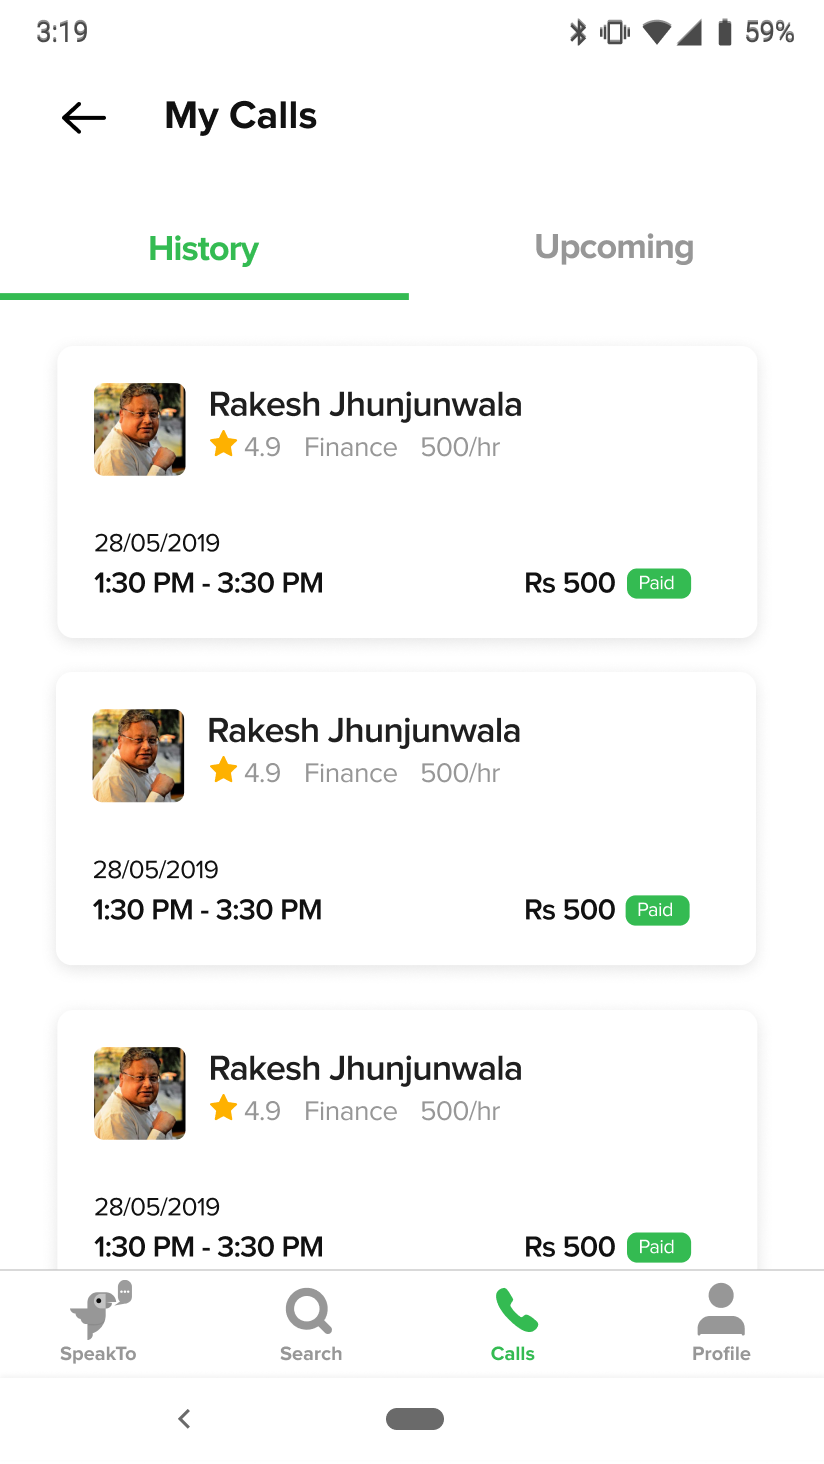 3:19 59%
My Calls
History Upcoming
Rakesh Jhunjunwala
4.9 Finance 500/hr
28/05/2019
1:30 PM - 3:30 PM Rs 500 Paid
Rakesh Jhunjunwala
4.9 Finance 500/hr
28/05/2019
1:30 PM - 3:30 PM Rs 500 Paid
Rakesh Jhunjunwala
4.9 Finance 500/hr
28/05/2019
1:30 PM - 3:30 PM Rs 500 Paid
SpeakTo Search Calls Profile